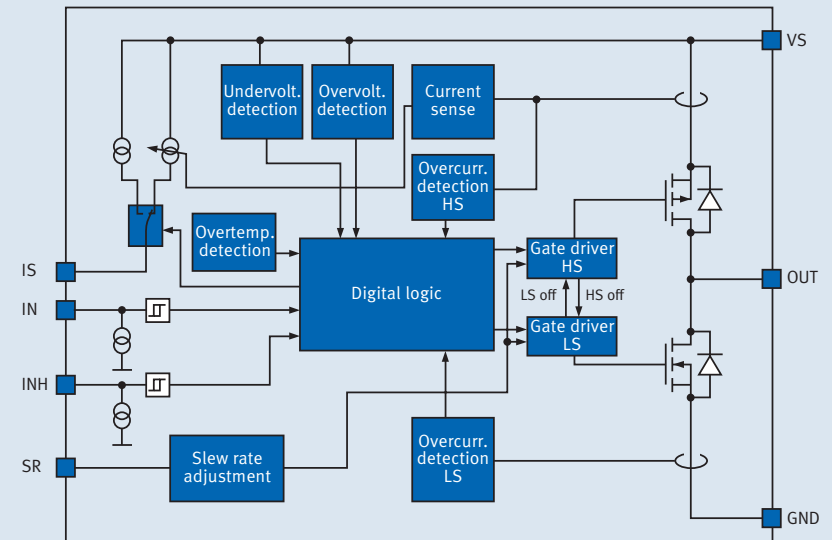 VS
Undervolt.
detection
Overvolt.
detection
Current
sense
Overcurr.
detection
HS
Overtemp.
detection
IS
IN
INH
SR
Digital logic
Gate driver
HS
LS off
HS off
Gate driver
LS
OUT
Slew rate
adjustment
Overcurr.
detection
LS
GND